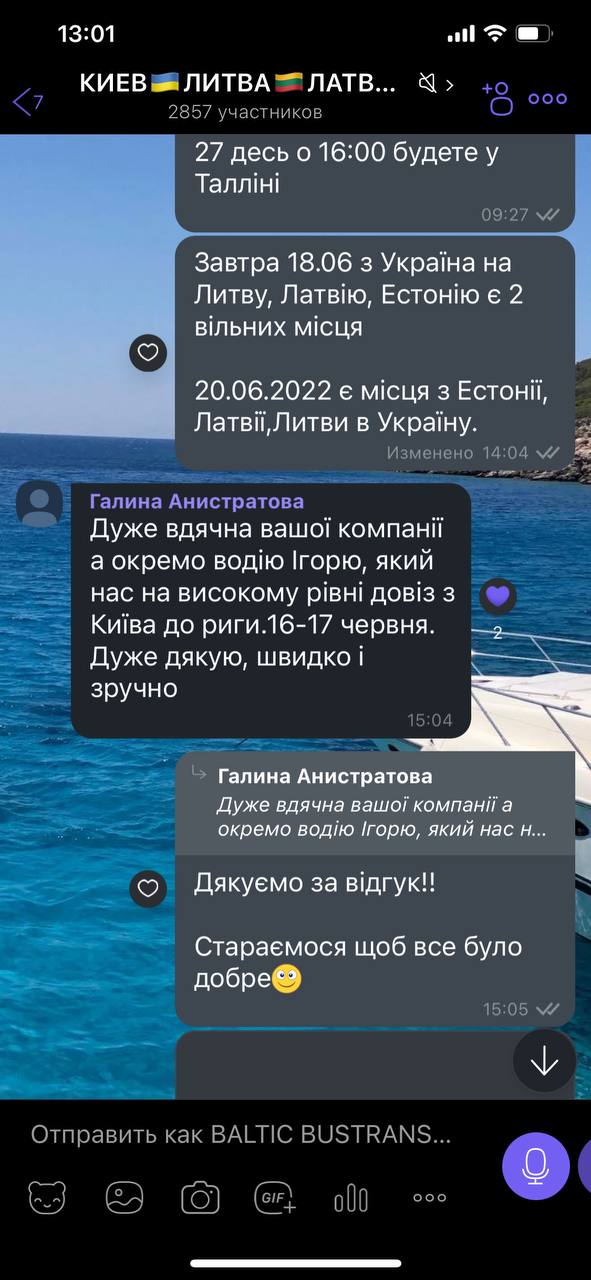 13:01
7
КИЕВ🇺🇦ЛИТВА🇱🇹ЛАТВ...
2857 участников
27 десь о 16:00 будете у
Талліні
09:27
Завтра 18.06 з Україна на
Литву, Латвію, Естонію є 2
вільних місця
20.06.2022 є місця з Естонії,
Латвії,Литви в Україну.
Изменено 14:04
Галина Анистратова
Дуже вдячна вашої компанії
а окремо водію Ігорю, який
нас на високому рівні довіз з
Київа до риги.16-17 червня.
Дуже дякую, швидко і
зручно
2
15:04
Галина Анистратова
Дуже вдячна вашої компанії а
окремо водію Ігорю, який нас н...
Дякуємо за відгук!!
Стараємося щоб все було
добре🙂
15:05
Отправить как BALTIC BUSTRANS...
GIF